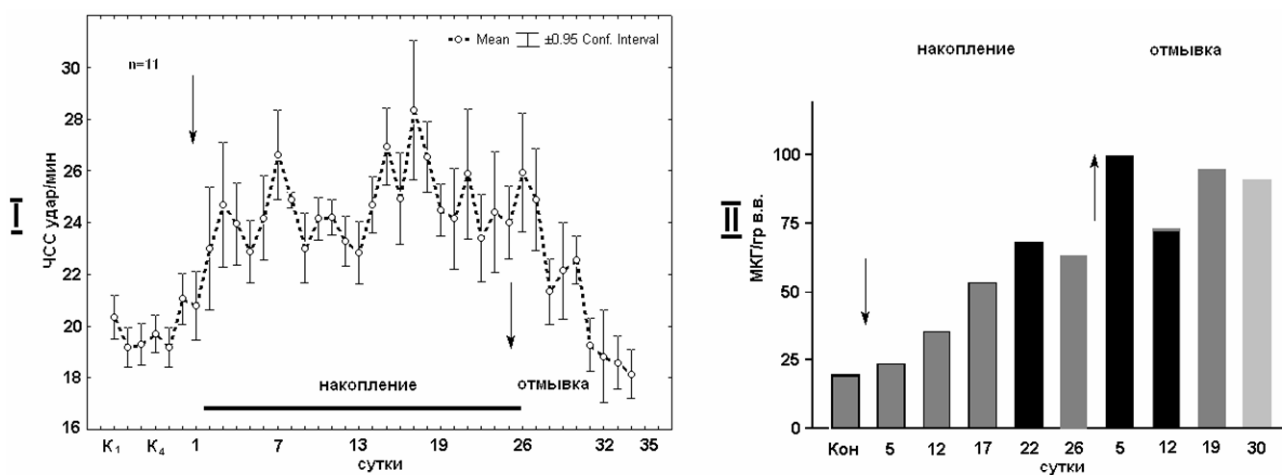 I
ЧСС удар/мин
30
28
26
24
22
20
18
16
n=11
Mean ±0.95 Conf. Interval
накопление
отмывка
К₁ К₄ 1 7 13 19 26 32 35
сутки
II
МКГ/гр в.в.
накопление отмывка
100
75
50
25
0
Кон 5 12 17 22 26 5 12 19 30
сутки